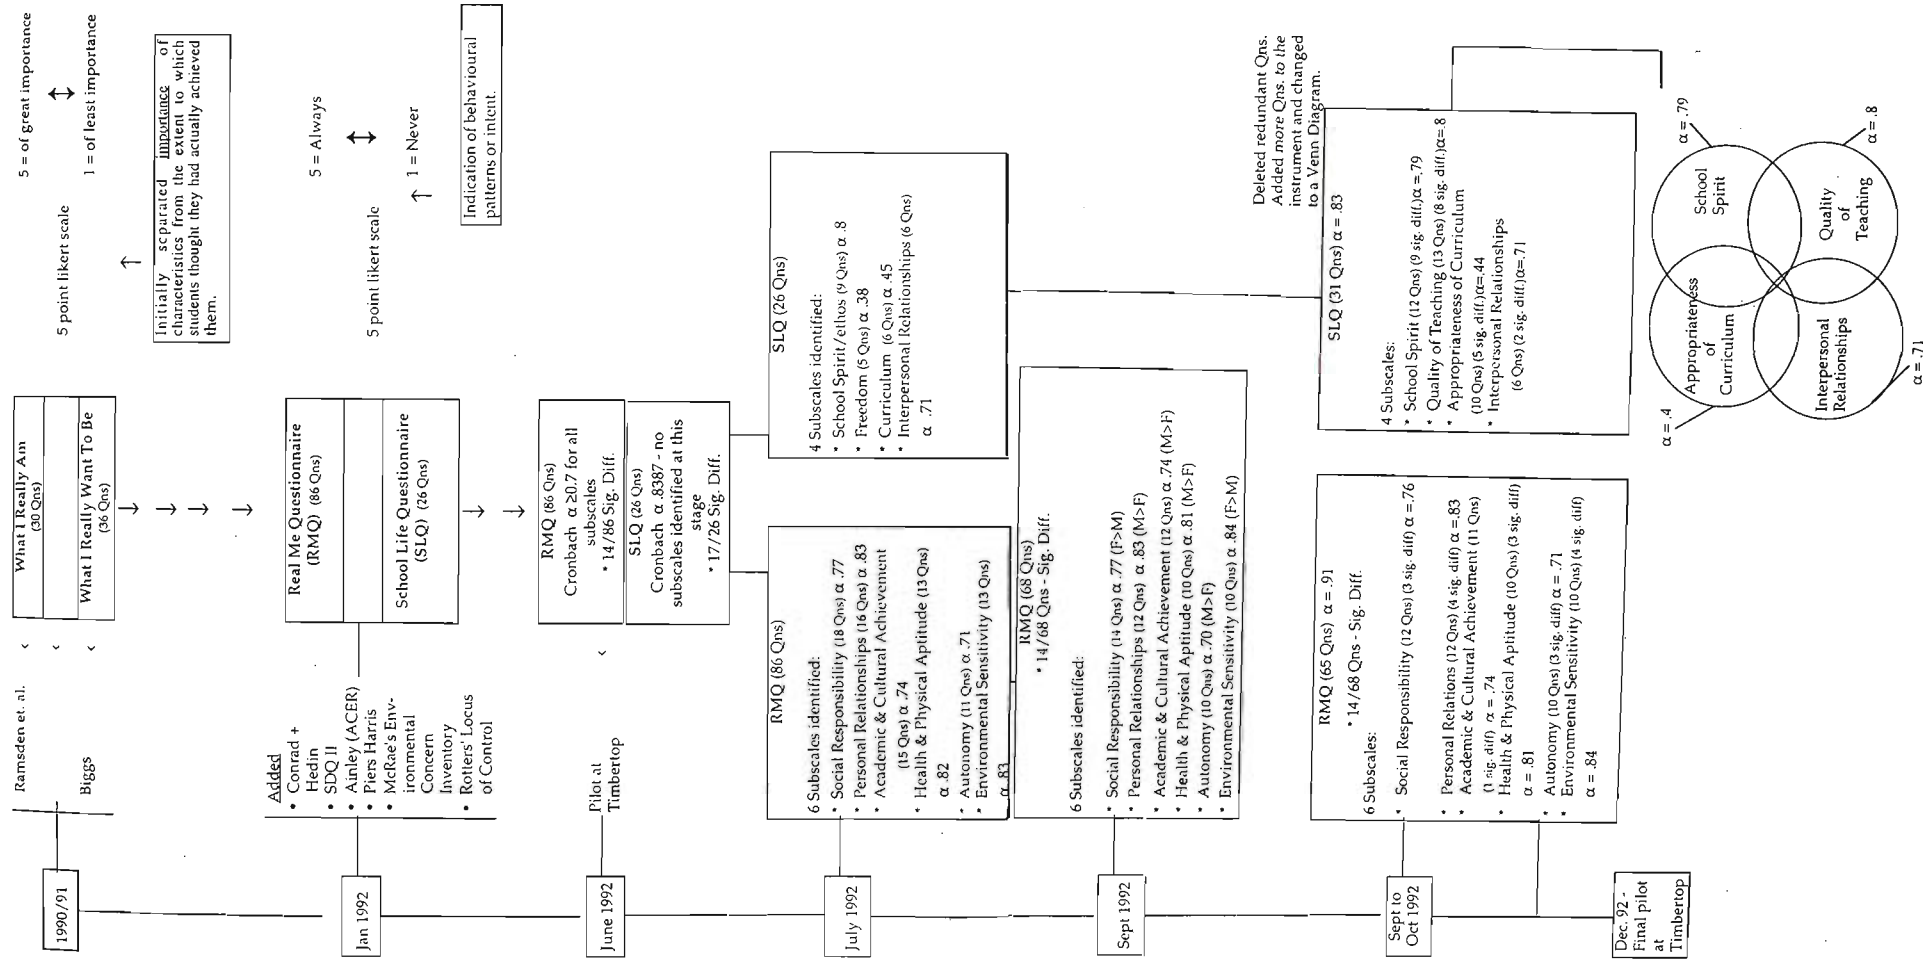 1990/91
Ramsden et. al.
Biggs
What I Really Am
(30 Qns)
What I Really Want To Be
(36 Qns)
5 point likert scale
5 = of great importance
1 = of least importance
Initially separated importance of
characteristics from the extent to which
students thought they had actually achieved
them.
Jan 1992
Added
• Conrad +
Hedin
• SDQ II
• Ainley (ACER)
• Piers Harris
• McRae's Env-
ironmental
Concern
Inventory
• Rotters' Locus
of Control
Real Me Questionnaire
(RMQ) (86 Qns)
School Life Questionnaire
(SLQ) (26 Qns)
5 point likert scale
5 = Always
1 = Never
Indication of behavioural
patterns or intent.
June 1992
Pilot at
Timbertop
RMQ (86 Qns)
Cronbach α ≥0.7 for all
subscales
* 14/86 Sig. Diff.
SLQ (26 Qns)
Cronbach α .8387 - no
subscales identified at this
stage
* 17/26 Sig. Diff.
July 1992
RMQ (86 Qns)
6 Subscales identified:
* Social Responsibility (18 Qns) α .77
* Personal Relationships (16 Qns) α .83
* Academic & Cultural Achievement
(15 Qns) α .74
* Health & Physical Aptitude (13 Qns)
α .82
* Autonomy (11 Qns) α .71
* Environmental Sensitivity (13 Qns)
α .83
SLQ (26 Qns)
4 Subscales identified:
* School Spirit/ethos (9 Qns) α .8
* Freedom (5 Qns) α .38
* Curriculum (6 Qns) α .45
* Interpersonal Relationships (6 Qns)
α .71
Sept 1992
RMQ (68 Qns)
* 14/68 Qns - Sig. Diff.
6 Subscales identified:
* Social Responsibility (14 Qns) α .77 (F>M)
* Personal Relationships (12 Qns) α .83 (M>F)
* Academic & Cultural Achievement (12 Qns) α .74 (M>F)
* Health & Physical Aptitude (10 Qns) α .81 (M>F)
* Autonomy (10 Qns) α .70 (M>F)
* Environmental Sensitivity (10 Qns) α .84 (F>M)
Sept to
Oct 1992
RMQ (65 Qns) α = .91
* 14/68 Qns - Sig. Diff.
6 Subscales:
* Social Responsibility (12 Qns) (3 sig. diff) α = .76
* Personal Relations (12 Qns) (4 sig. diff) α = .83
* Academic & Cultural Achievement (11 Qns)
(1 sig. diff) α = .74
* Health & Physical Aptitude (10 Qns) (3 sig. diff)
α = .81
* Autonomy (10 Qns) (3 sig. diff) α = .71
* Environmental Sensitivity (10 Qns) (4 sig. diff)
α = .84
Deleted redundant Qns.
Added more Qns. to the
instrument and changed
to a Venn Diagram.
SLQ (31 Qns) α = .83
4 Subscales:
* School Spirit (12 Qns) (9 sig. diff.)α = .79
* Quality of Teaching (13 Qns) (8 sig. diff.)α=.8
* Appropriateness of Curriculum
(10 Qns) (5 sig. diff.)α=.44
* Interpersonal Relationships
(6 Qns) (2 sig. diff.)α=.71
Dec. 92 -
Final pilot
at
Timbertop
α = .4
Appropriateness
of
Curriculum
School
Spirit
α = .79
Interpersonal
Relationships
α = .71
Quality
of
Teaching
α = .8